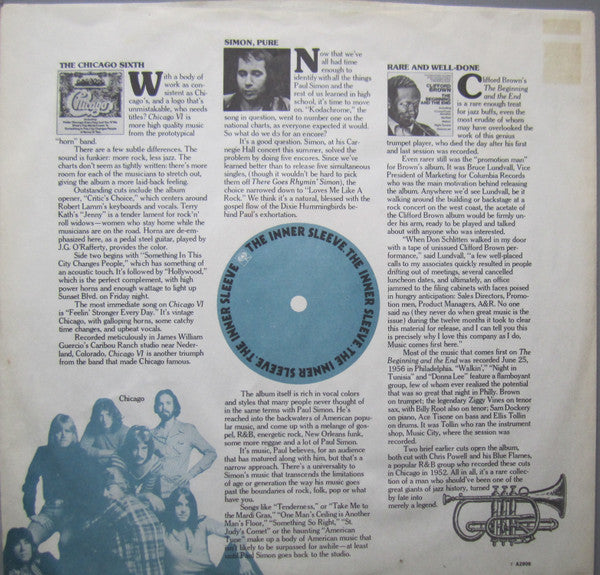 THE CHICAGO SIXTH
With a body of
work as con-
sistent as Chi-
cago's, and a logo that's
unmistakable, who needs
titles? Chicago VI is
more high quality music
from the prototypical
"horn" band.
There are a few subtle differences. The
sound is funkier: more rock, less jazz. The
charts don't seem as tightly written: there's more
room for each of the musicians to stretch out,
giving the album a more laid-back feeling.
Outstanding cuts include the album
opener, "Critic's Choice," which centers around
Robert Lamm's keyboards and vocals. Terry
Kath's "Jenny" is a tender lament for rock 'n'
roll widows—women who stay home while the
musicians are on the road. Horns are de-em-
phasized here, as a pedal steel guitar, played by
J.G. O'Rafferty, provides the color.
Side two begins with "Something In This
City Changes People," which has something of
an acoustic touch. It's followed by "Hollywood,"
which is the perfect complement, with high
power horns and enough wattage to light up
Sunset Blvd. on Friday night.
The most immediate song on Chicago VI
is "Feelin' Stronger Every Day." It's vintage
Chicago, with galloping horns, some catchy
time changes, and upbeat vocals.
Recorded meticulously in James William
Guercio's Caribou Ranch studio near Neder-
land, Colorado, Chicago VI is another triumph
from the band that made Chicago famous.
Chicago
SIMON, PURE
Now that we've
all had time
enough to
identify with all the things
Paul Simon and the
rest of us learned in high
school, it's time to move
on. "Kodachrome," the
song in question, went to number one on the
national charts, as everyone expected it would.
So what do we do for an encore?
It's a good question. Simon, at his Car-
negie Hall concert this summer, solved the
problem by doing five encores. Since we've
learned better than to release five simultaneous
singles, (though it wouldn't be hard to pick
them off There Goes Rhymin' Simon), the
choice narrowed down to "Loves Me Like A
Rock." We think it's a natural, blessed with the
gospel flow of the Dixie Hummingbirds be-
hind Paul's exhortation.
THE INNER SLEEVE. THE INNER SLEEVE. THE INNER SLEEVE. THE INNER SLEEVE
The album itself is rich in vocal colors
and styles that many people never thought of
in the same terms with Paul Simon. He's
reached into the backwaters of American popu-
lar music, and come up with a melange of gos-
pel, R&B, energetic rock, New Orleans funk,
some more reggae and a lot of Paul Simon.
It's music, Paul believes, for an audience
that has matured along with him, but that's a
narrow approach. There's a universality to
Simon's music that transcends the limitations
of age or generation the way his music goes
past the boundaries of rock, folk, pop or what
have you.
Songs like "Tenderness," or "Take Me to
the Mardi Gras," "One Man's Ceiling is Another
Man's Floor," "Something So Right," "St.
Judy's Comet" or the haunting "American
Tune" make up a body of American music that
isn't likely to be surpassed for awhile—at least
until Paul Simon goes back to the studio.
RARE AND WELL-DONE
CLIFFORD
BROWN
THE
BEGINNING
AND THE END
Clifford Brown's
The Beginning
and the End
is a rare enough treat
for jazz buffs, even the
most erudite of whom
may have overlooked the
work of this genius
trumpet player, who died the day after his first
and last session was recorded.
Even rarer still was the "promotion man"
for Brown's album. It was Bruce Lundvall, Vice
President of Marketing for Columbia Records
who was the main motivation behind releasing
the album. Anywhere he'd see Lundvall, be it
walking around the building or backstage at a
rock concert on the west coast, the acetate of
the Clifford Brown album would be firmly un-
der his arm, ready to be played and
talked about with anyone who was interested.
"When Don Schlitten walked in my door
with a tape of unissued Clifford Brown per-
formance," said Lundvall, "a few well-placed
calls to my associates quickly resulted in people
drifting out of meetings, several cancelled
luncheon dates, and ultimately, an office
jammed to the filing cabinets with faces poised
in hungry anticipation: Sales Directors, Promo-
tion men, Product Managers, A&R. No one said
no (they never do when great music is the
issue) during the twelve months it took to clear
this material for release, and I can tell you this
is precisely why I love this company as I do,
Music comes first here."
Most of the music that comes first on The
Beginning and the End was recorded June 25,
1956 in Philadelphia. "Walkin'," "Night in
Tunisia" and "Donna Lee" feature a flamboyant
group, few of whom ever realized the potential
that was so great that night in Philly. Brown
on trumpet; the legendary Ziggy Vines on tenor
sax, with Billy Root also on tenor; Sam Dockery
on piano, Ace Tisone on bass and Ellis Tollin
on drums. It was Tollin who ran the instrument
shop, Music City, where the session was
recorded.
Two brief earlier cuts open the album,
both cut with Chris Powell and his Blue Flames,
a popular R&B group who recorded these cuts
in Chicago in 1952. All in all, it's a rare collec-
tion of a man who should've been one of the
great giants of jazz history, turned
by fate into
merely a legend.
A2909